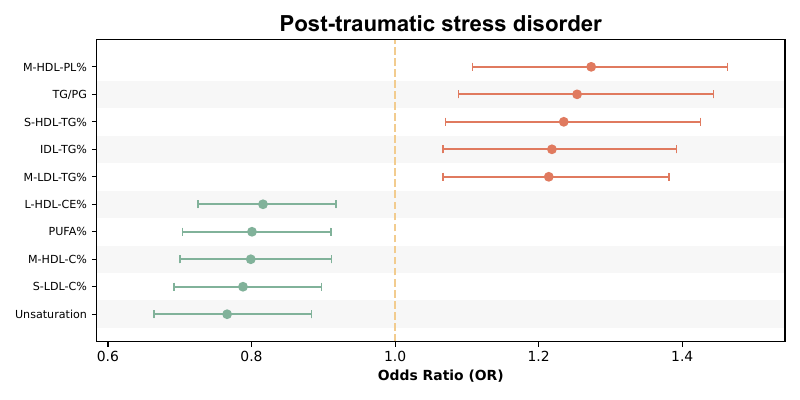 Post-traumatic stress disorder
M-HDL-PL%
TG/PG
S-HDL-TG%
IDL-TG%
M-LDL-TG%
L-HDL-CE%
PUFA%
M-HDL-C%
S-LDL-C%
Unsaturation
0.6 0.8 1.0 1.2 1.4
Odds Ratio (OR)